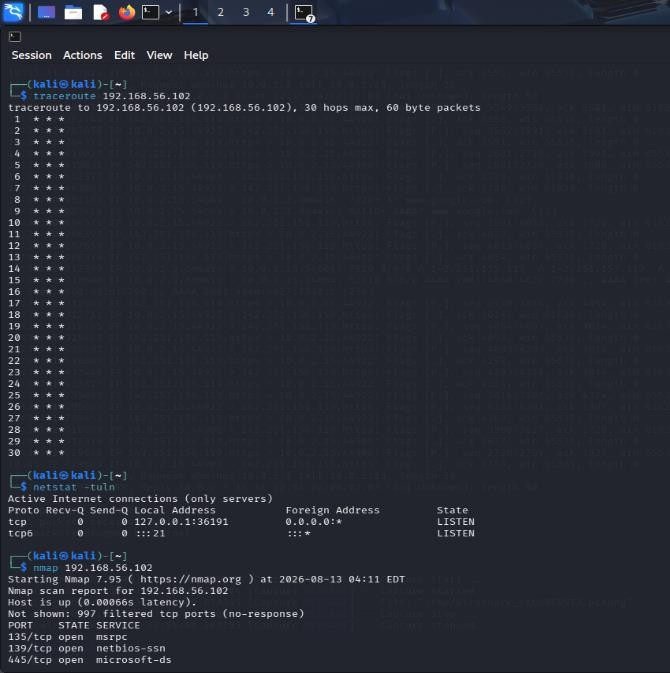 1 2 3 4 7
Session Actions Edit View Help
┌──(kali㉿kali)-[~]
└─$ traceroute 192.168.56.102
traceroute to 192.168.56.102 (192.168.56.102), 30 hops max, 60 byte packets
1 * * *
2 * * *
3 * * *
4 * * *
5 * * *
6 * * *
7 * * *
8 * * *
9 * * *
10 * * *
11 * * *
12 * * *
13 * * *
14 * * *
15 * * *
16 * * *
17 * * *
18 * * *
19 * * *
20 * * *
21 * * *
22 * * *
23 * * *
24 * * *
25 * * *
26 * * *
27 * * *
28 * * *
29 * * *
30 * * *
┌──(kali㉿kali)-[~]
└─$ netstat -tuln
Active Internet connections (only servers)
Proto Recv-Q Send-Q Local Address Foreign Address State
tcp 0 0 127.0.0.1:36191 0.0.0.0:* LISTEN
tcp6 0 0 :::21 :::* LISTEN
┌──(kali㉿kali)-[~]
└─$ nmap 192.168.56.102
Starting Nmap 7.95 ( https://nmap.org ) at 2026-08-13 04:11 EDT
Nmap scan report for 192.168.56.102
Host is up (0.00066s latency).
Not shown: 997 filtered tcp ports (no-response)
PORT STATE SERVICE
135/tcp open msrpc
139/tcp open netbios-ssn
445/tcp open microsoft-ds